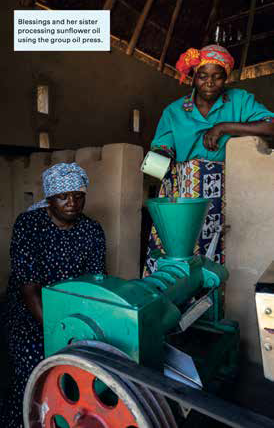 Blessings and her sister
processing sunflower oil
using the group oil press.